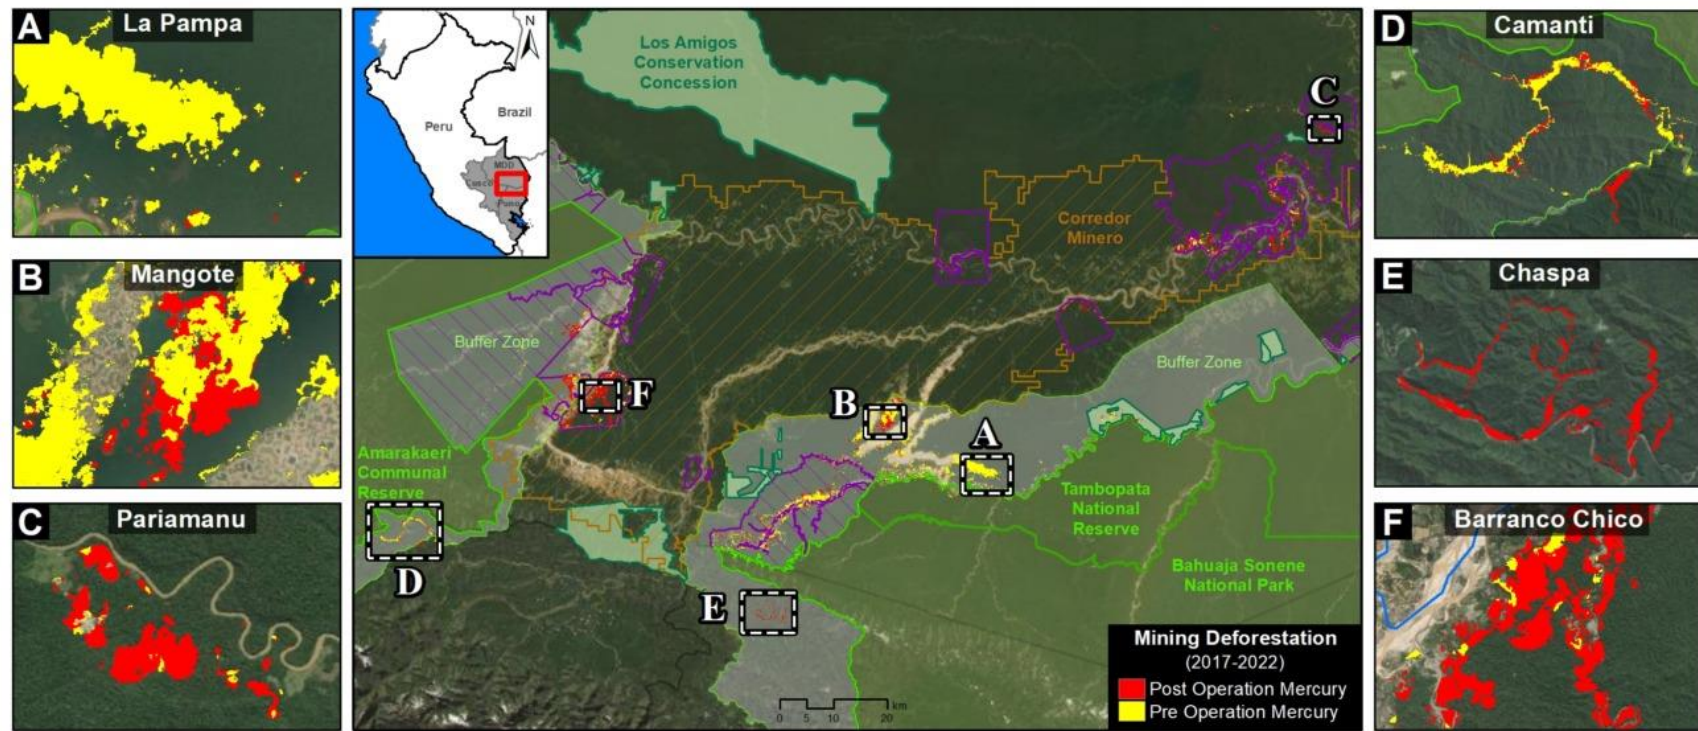 A
La Pampa
B
Mangote
C
Pariamanu
N
Brazil
Peru
MDD
Cusco
Puno
Los Amigos
Conservation
Concession
C
Corredor
Minero
Buffer Zone
Buffer Zone
F
B
A
Amarakaeri
Communal
Reserve
Tambopata
National
Reserve
Bahuaja Sonene
National Park
D
E
km
0 5 10 20
Mining Deforestation
(2017-2022)
Post Operation Mercury
Pre Operation Mercury
D
Camanti
E
Chaspa
F
Barranco Chico